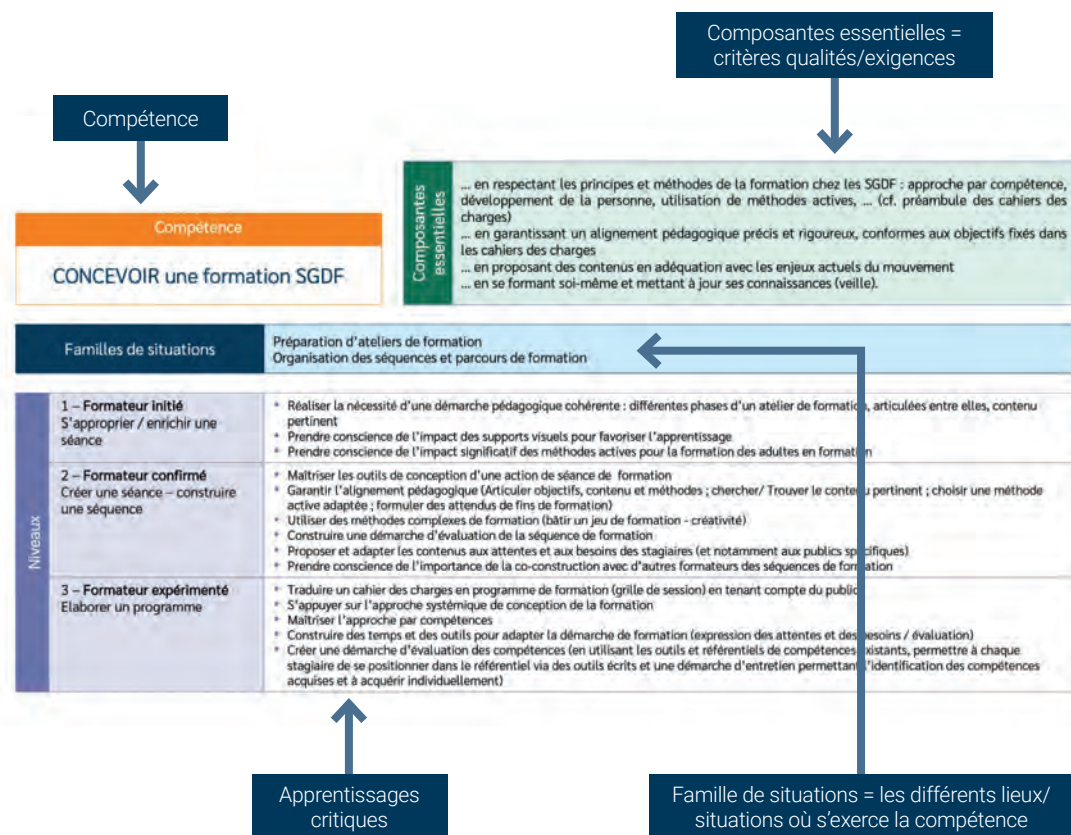 Composantes essentielles =
critères qualités/exigences
Compétence
Composantes
essentielles
... en respectant les principes et méthodes de la formation chez les SGDF : approche par compétence,
développement de la personne, utilisation de méthodes actives, ... (cf. préambule des cahiers des
charges)
... en garantissant un alignement pédagogique précis et rigoureux, conformes aux objectifs fixés dans
les cahiers des charges
... en proposant des contenus en adéquation avec les enjeux actuels du mouvement
... en se formant soi-même et mettant à jour ses connaissances (veille).
Compétence
CONCEVOIR une formation SGDF
Familles de situations
Préparation d'ateliers de formation
Organisation des séquences et parcours de formation
Niveaux
1 – Formateur initié
S'approprier / enrichir une
séance
* Réaliser la nécessité d'une démarche pédagogique cohérente : différentes phases d'un atelier de formation, articulées entre elles, contenu
pertinent
* Prendre conscience de l'impact des supports visuels pour favoriser l'apprentissage
* Prendre conscience de l'impact significatif des méthodes actives pour la formation des adultes en formation
2 – Formateur confirmé
Créer une séance – construire
une séquence
* Maîtriser les outils de conception d'une action de séance de formation
* Garantir l'alignement pédagogique (Articuler objectifs, contenu et méthodes ; chercher/ Trouver le contenu pertinent ; choisir une méthode
active adaptée ; formuler des attendus de fins de formation)
* Utiliser des méthodes complexes de formation (bâtir un jeu de formation - créativité)
* Construire une démarche d'évaluation de la séquence de formation
* Proposer et adapter les contenus aux attentes et aux besoins des stagiaires (et notamment aux publics spécifiques)
* Prendre conscience de l'importance de la co-construction avec d'autres formateurs des séquences de formation
3 – Formateur expérimenté
Elaborer un programme
* Traduire un cahier des charges en programme de formation (grille de session) en tenant compte du public
* S'appuyer sur l'approche systémique de conception de la formation
* Maîtriser l'approche par compétences
* Construire des temps et des outils pour adapter la démarche de formation (expression des attentes et des besoins / évaluation)
* Créer une démarche d'évaluation des compétences (en utilisant les outils et référentiels de compétences existants, permettre à chaque
stagiaire de se positionner dans le référentiel via des outils écrits et une démarche d'entretien permettant l'identification des compétences
acquises et à acquérir individuellement)
Apprentissages
critiques
Famille de situations = les différents lieux/
situations où s'exerce la compétence